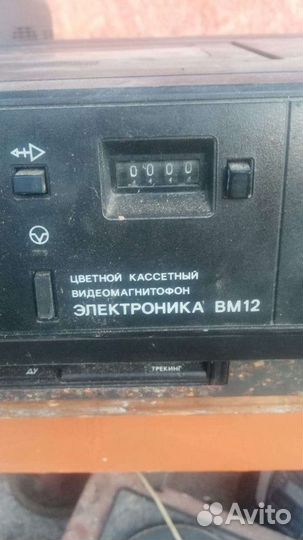 0000
ЦВЕТНОЙ КАССЕТНЫЙ
ВИДЕОМАГНИТОФОН
ЭЛЕКТРОНИКА ВМ12
ДУ
ТРЕКИНГ
Avito